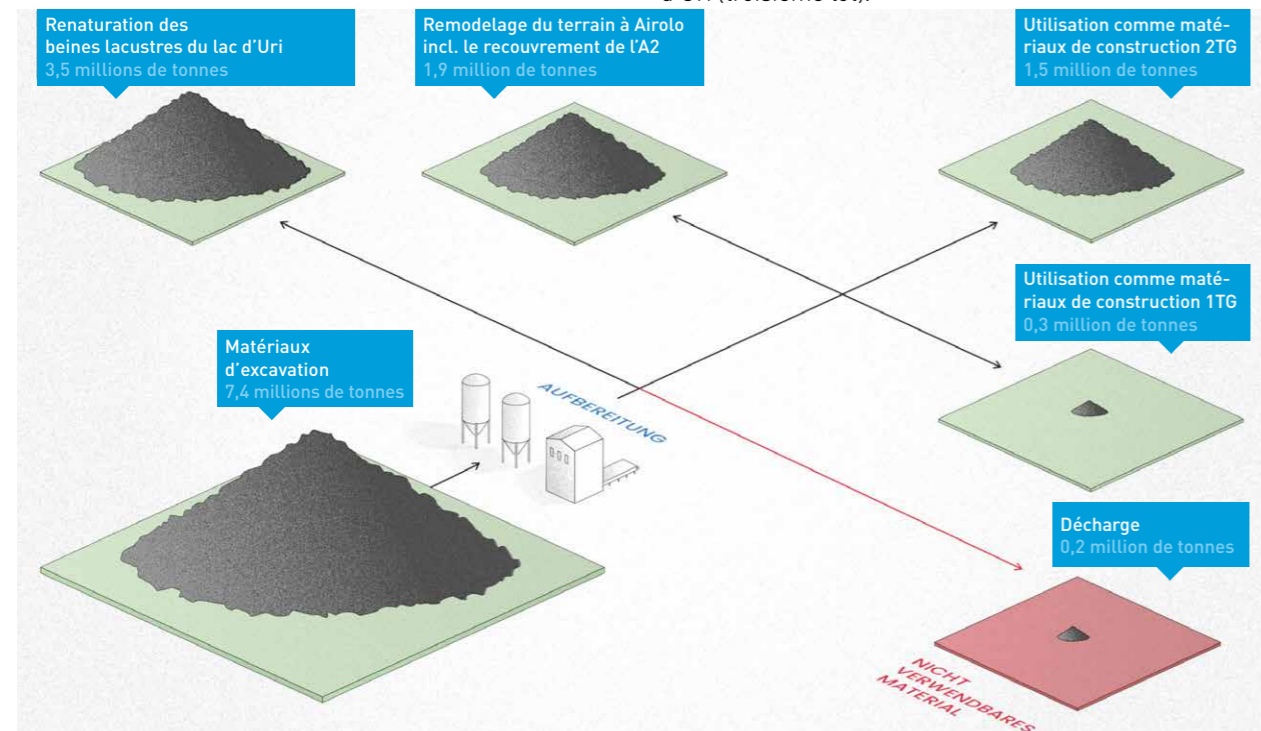 d'Uri (troisième lot).
Renaturation des
beines lacustres du lac d'Uri
3,5 millions de tonnes
Remodelage du terrain à Airolo
incl. le recouvrement de l'A2
1,9 million de tonnes
Utilisation comme maté-
riaux de construction 2TG
1,5 million de tonnes
Utilisation comme maté-
riaux de construction 1TG
0,3 million de tonnes
Matériaux
d'excavation
7,4 millions de tonnes
AUFBEREITUNG
Décharge
0,2 million de tonnes
NICHT
VERWENDBARES
MATERIAL